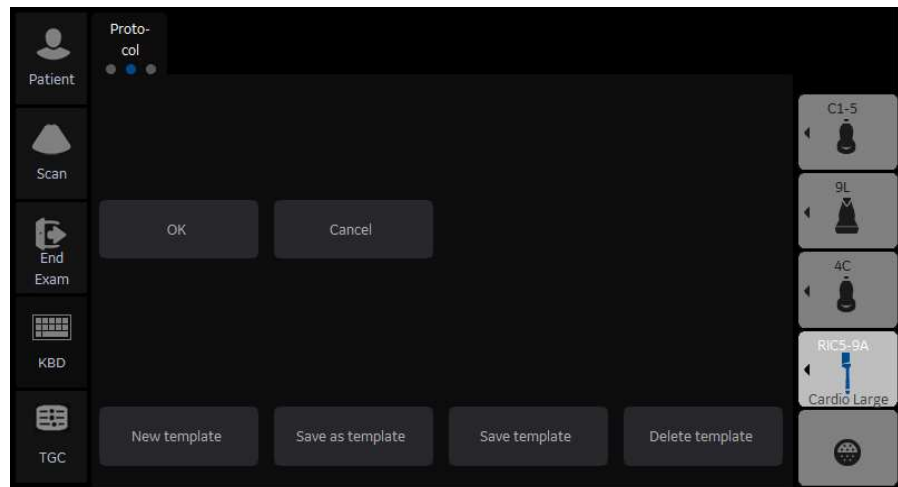 Patient
Scan
End
Exam
KBD
TGC
Proto-
col
OK
Cancel
New template
Save as template
Save template
Delete template
C1-5
9L
4C
RIC5-9A
Cardio Large